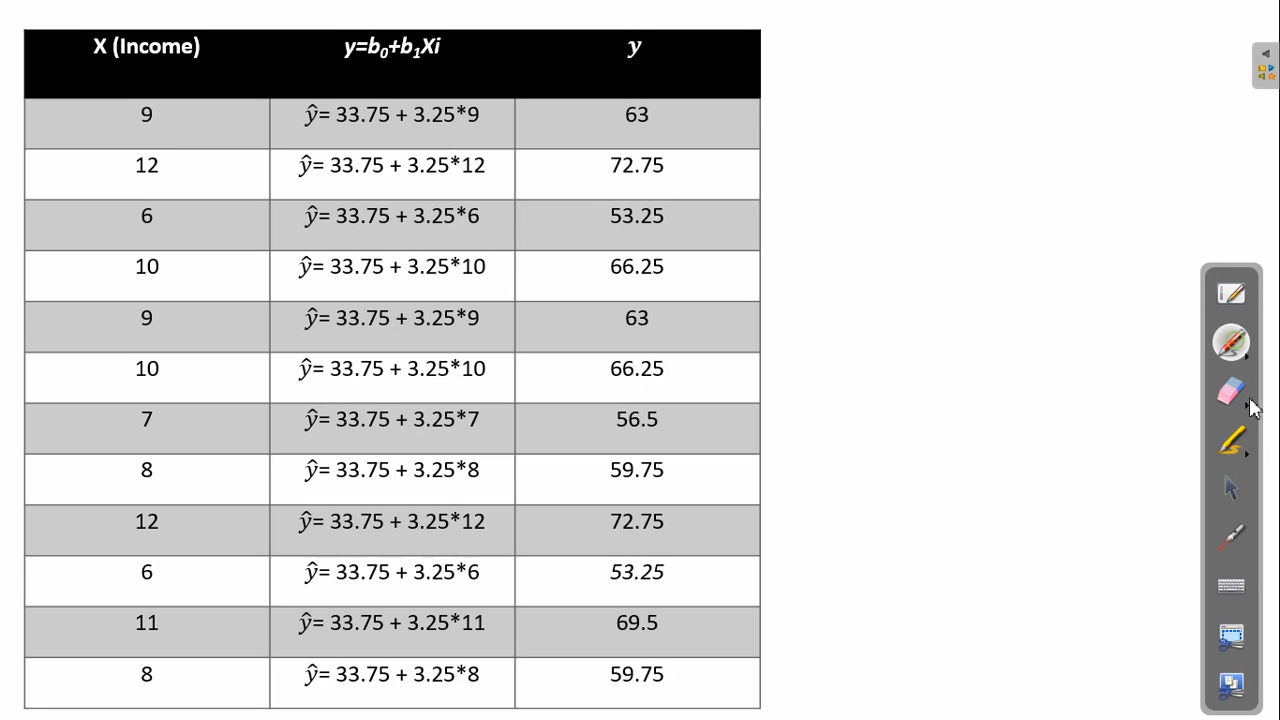 X (Income) y=b₀+b₁Xi y
9 ŷ= 33.75 + 3.25*9 63
12 ŷ= 33.75 + 3.25*12 72.75
6 ŷ= 33.75 + 3.25*6 53.25
10 ŷ= 33.75 + 3.25*10 66.25
9 ŷ= 33.75 + 3.25*9 63
10 ŷ= 33.75 + 3.25*10 66.25
7 ŷ= 33.75 + 3.25*7 56.5
8 ŷ= 33.75 + 3.25*8 59.75
12 ŷ= 33.75 + 3.25*12 72.75
6 ŷ= 33.75 + 3.25*6 53.25
11 ŷ= 33.75 + 3.25*11 69.5
8 ŷ= 33.75 + 3.25*8 59.75